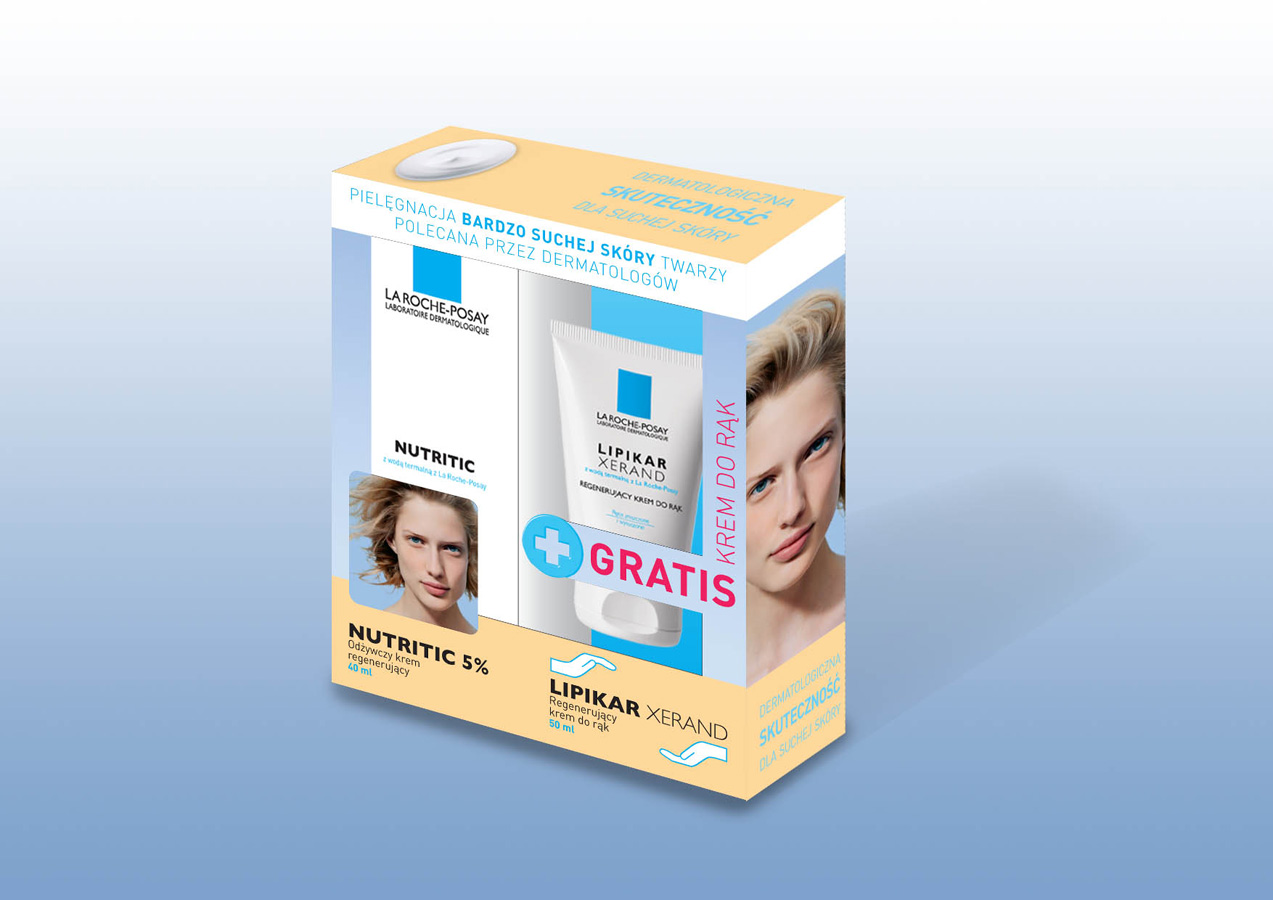 DERMATOLOGICZNA
SKUTECZNOŚĆ
DLA SUCHEJ SKÓRY
PIELĘGNACJA BARDZO SUCHEJ SKÓRY TWARZY
POLECANA PRZEZ DERMATOLOGÓW
LA ROCHE-POSAY
LABORATOIRE DERMATOLOGIQUE
NUTRITIC
z wodą termalną z La Roche-Posay
LA ROCHE-POSAY
LABORATOIRE DERMATOLOGIQUE
LIPIKAR
XERAND
z wodą termalną z La Roche-Posay
REGENERUJĄCY KREM DO RĄK
Ręce zniszczone
i wysuszone
GRATIS
KREM DO RĄK
NUTRITIC 5%
Odżywczy krem
regenerujący
40 ml
LIPIKAR XERAND
Regenerujący
krem do rąk
50 ml
DERMATOLOGICZNA
SKUTECZNOŚĆ
DLA SUCHEJ SKÓRY